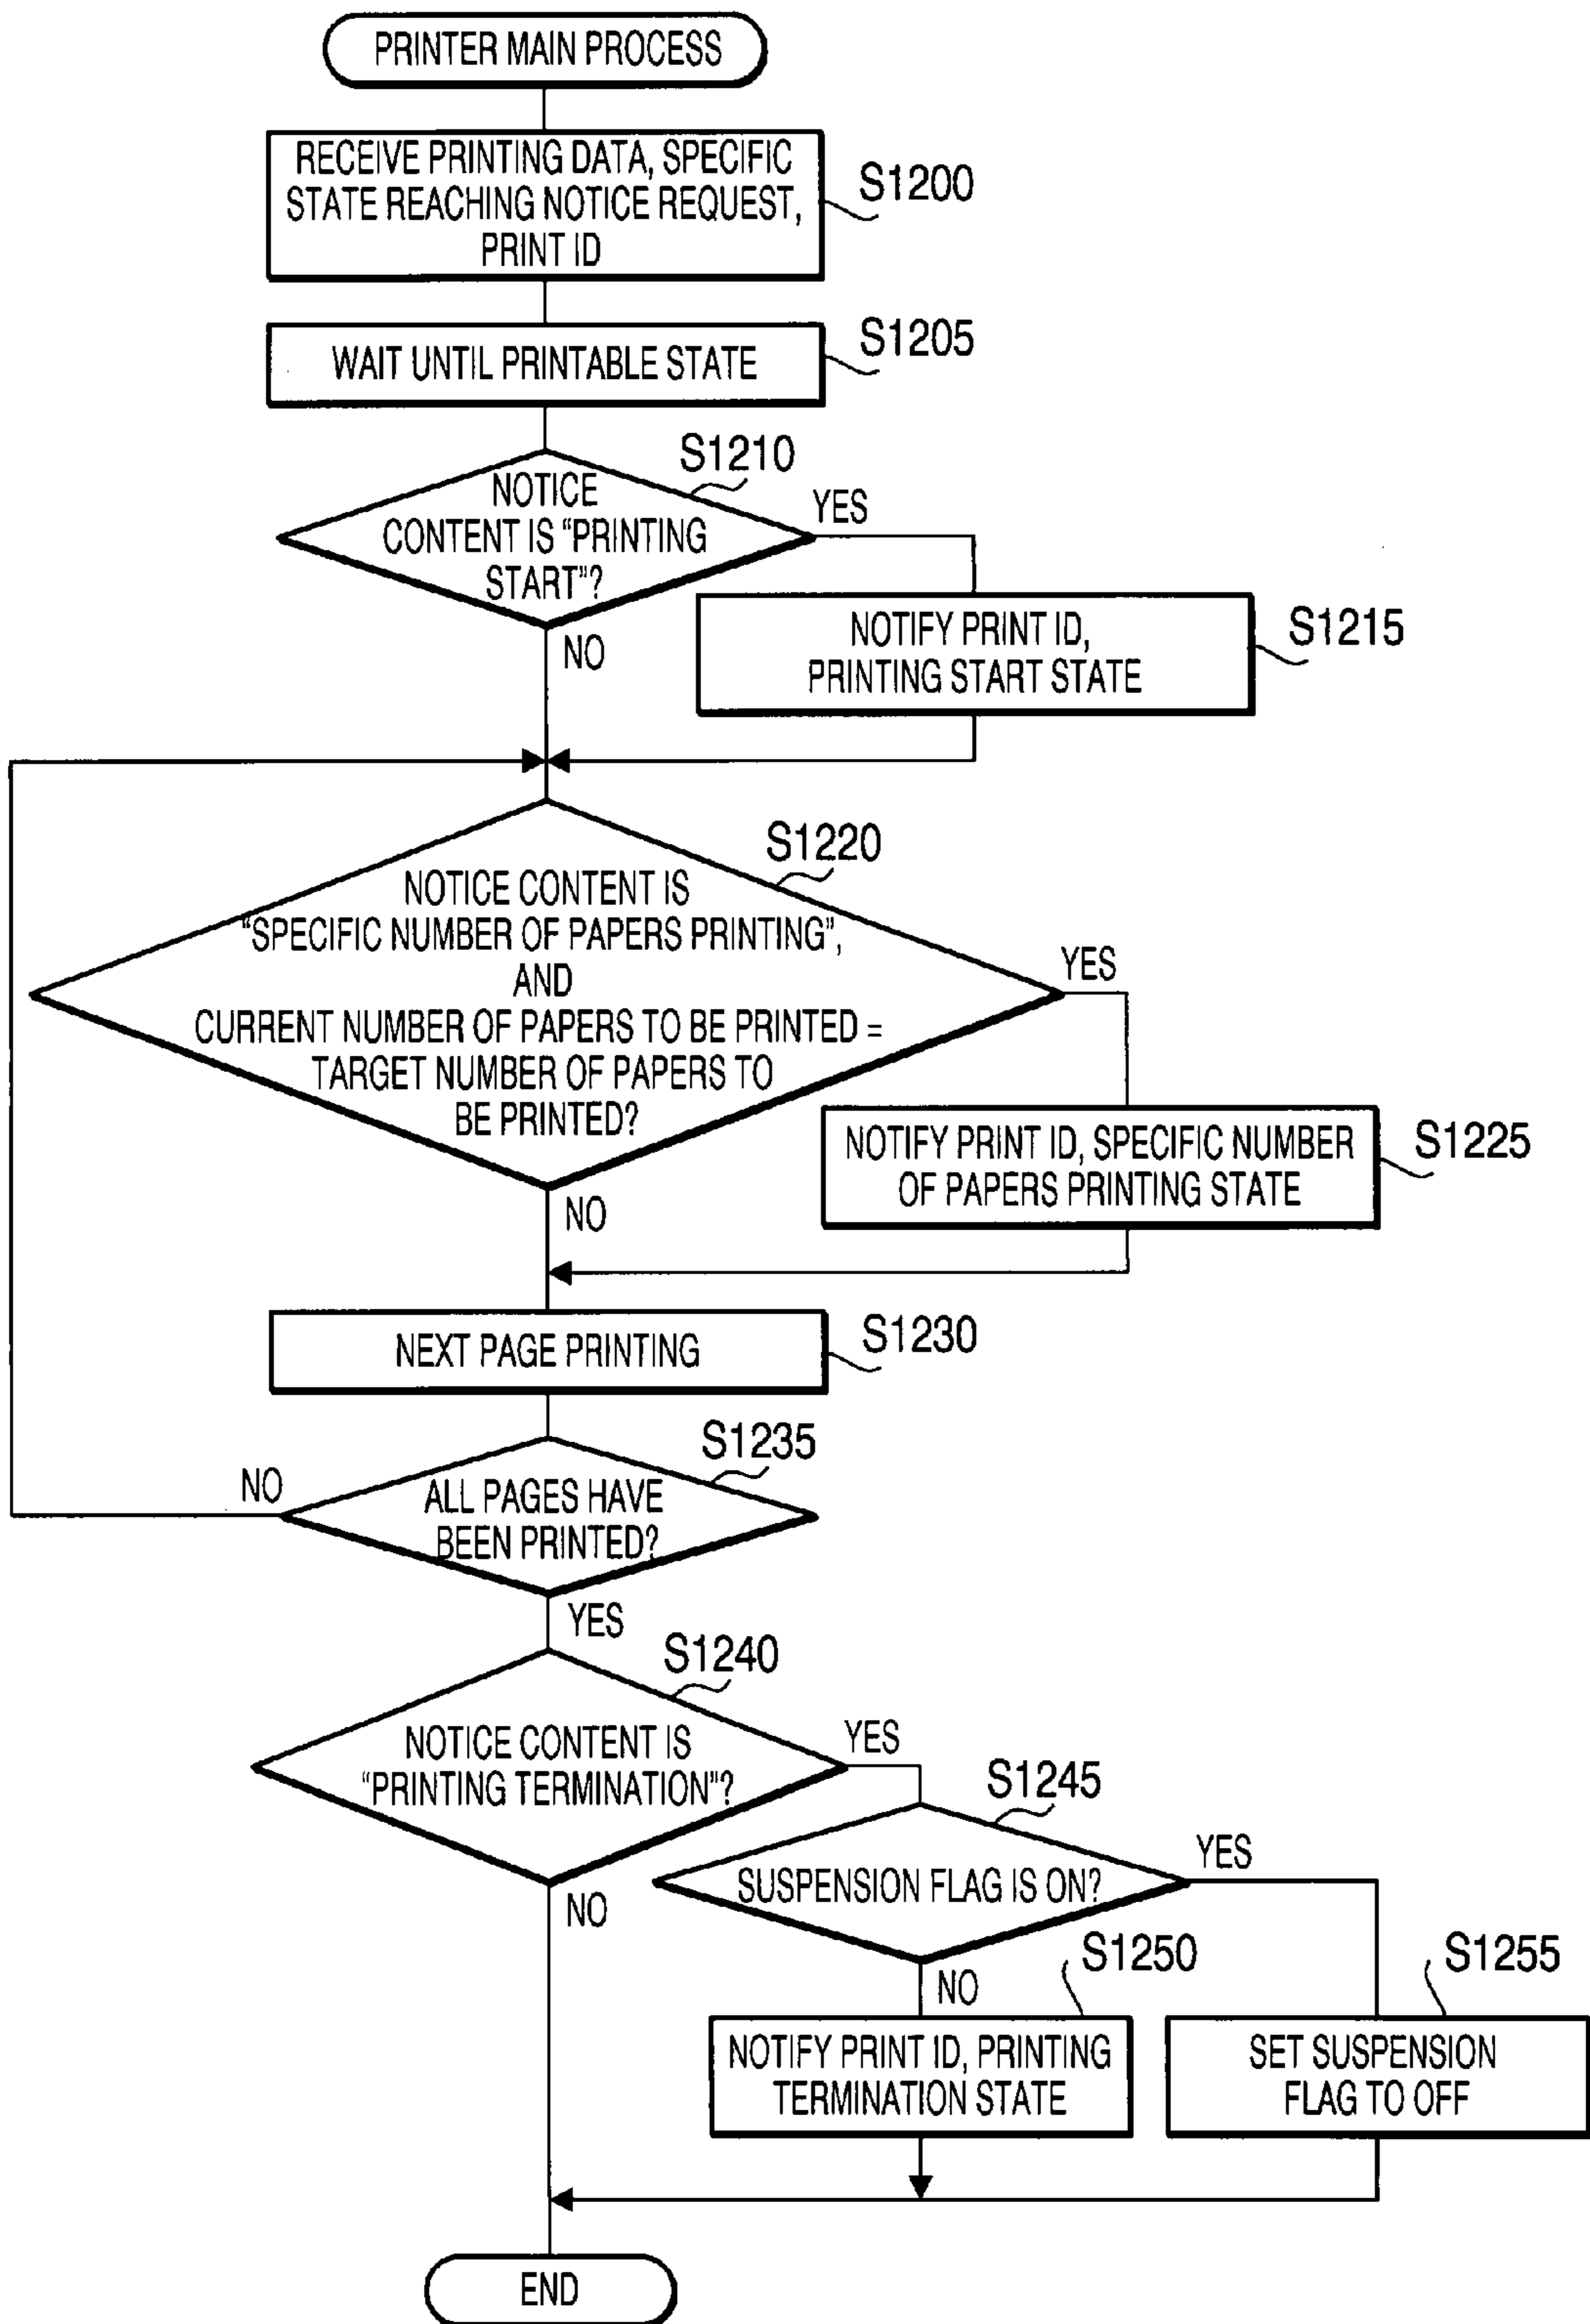 PRINTER MAIN PROCESS
RECEIVE PRINTING DATA, SPECIFIC
STATE REACHING NOTICE REQUEST,
PRINT ID
S1200
WAIT UNTIL PRINTABLE STATE
S1205
S1210
NOTICE
CONTENT IS “PRINTING
START”?
YES
NO
NOTIFY PRINT ID,
PRINTING START STATE
S1215
S1220
NOTICE CONTENT IS
“SPECIFIC NUMBER OF PAPERS PRINTING”,
AND
CURRENT NUMBER OF PAPERS TO BE PRINTED =
TARGET NUMBER OF PAPERS TO
BE PRINTED?
YES
NO
NOTIFY PRINT ID, SPECIFIC NUMBER
OF PAPERS PRINTING STATE
S1225
NEXT PAGE PRINTING
S1230
S1235
NO
ALL PAGES HAVE
BEEN PRINTED?
YES
S1240
NOTICE CONTENT IS
“PRINTING TERMINATION”?
YES
NO
S1245
SUSPENSION FLAG IS ON?
YES
NO
S1250
S1255
NOTIFY PRINT ID, PRINTING
TERMINATION STATE
SET SUSPENSION
FLAG TO OFF
END